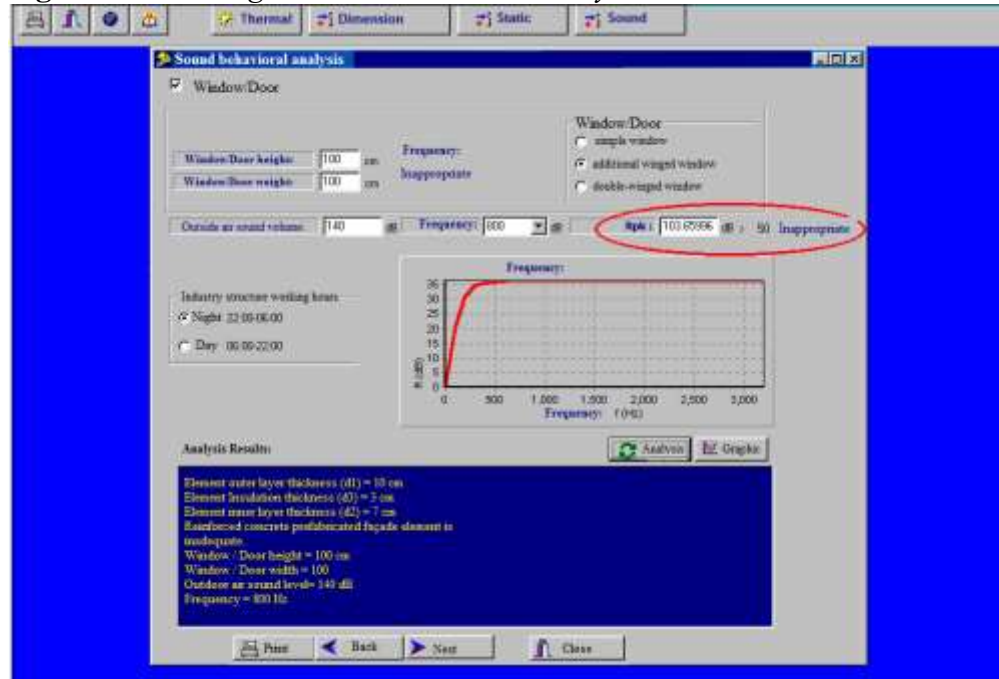 Thermal Dimension Static Sound
Sound behavioral analysis
Window/Door
Window/Door
simple window
Window/Door height: 100 cm
Frequency:
additional winged window
Inappropriate
Window/Door weight: 100 cm
double-winged window
Outside air sound volume: 140 dB Frequency: 800 dB Rpk : 103.65996 dB > 50 Inappropriate
Frequency:
Industry structure working hours
Night 22:00-06:00
Day 06:00-22:00
R (dB)
35
30
25
20
15
10
5
0
0 500 1,000 1,500 2,000 2,500 3,000
Frequency: f (Hz)
Analysis Results:
Analysis Graphic
Element outer layer thickness (d1) = 10 cm
Element Insulation thickness (d3) = 3 cm
Element inner layer thickness (d2) = 7 cm
Reinforced concrete prefabricated façade element is
inadequate.
Window / Door height = 100 cm
Window / Door width = 100
Outdoor air sound level= 140 dB
Frequency = 800 Hz
Print Back Next Close